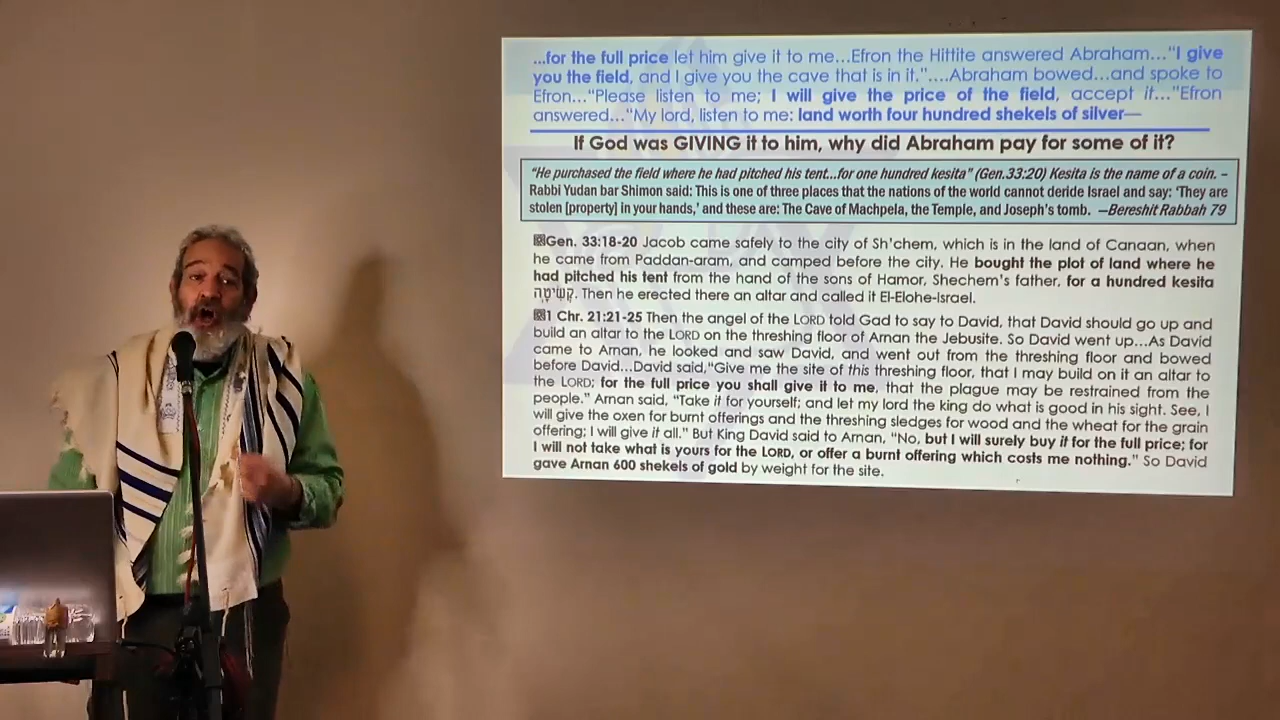 ...for the full price let him give it to me...Efron the Hittite answered Abraham..."I give
you the field, and I give you the cave that is in it."....Abraham bowed...and spoke to
Efron..."Please listen to me; I will give the price of the field, accept it..."Efron
answered..."My lord, listen to me: land worth four hundred shekels of silver—
If God was GIVING it to him, why did Abraham pay for some of it?
"He purchased the field where he had pitched his tent...for one hundred kesita" (Gen.33:20) Kesita is the name of a coin. –
Rabbi Yudan bar Shimon said: This is one of three places that the nations of the world cannot deride Israel and say: 'They are
stolen [property] in your hands,' and these are: The Cave of Machpela, the Temple, and Joseph's tomb. —Bereshit Rabbah 79
Gen. 33:18-20 Jacob came safely to the city of Sh'chem, which is in the land of Canaan, when
he came from Paddan-aram, and camped before the city. He bought the plot of land where he
had pitched his tent from the hand of the sons of Hamor, Shechem's father, for a hundred kesita
קְשִׂיטָה. Then he erected there an altar and called it El-Elohe-Israel.
1 Chr. 21:21-25 Then the angel of the LORD told Gad to say to David, that David should go up and
build an altar to the LORD on the threshing floor of Arnan the Jebusite. So David went up...As David
came to Arnan, he looked and saw David, and went out from the threshing floor and bowed
before David...David said,"Give me the site of this threshing floor, that I may build on it an altar to
the LORD; for the full price you shall give it to me, that the plague may be restrained from the
people." Arnan said, "Take it for yourself; and let my lord the king do what is good in his sight. See, I
will give the oxen for burnt offerings and the threshing sledges for wood and the wheat for the grain
offering; I will give it all." But King David said to Arnan, "No, but I will surely buy it for the full price; for
I will not take what is yours for the LORD, or offer a burnt offering which costs me nothing." So David
gave Arnan 600 shekels of gold by weight for the site.